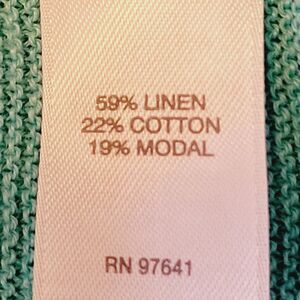 59% LINEN
22% COTTON
19% MODAL
RN 97641